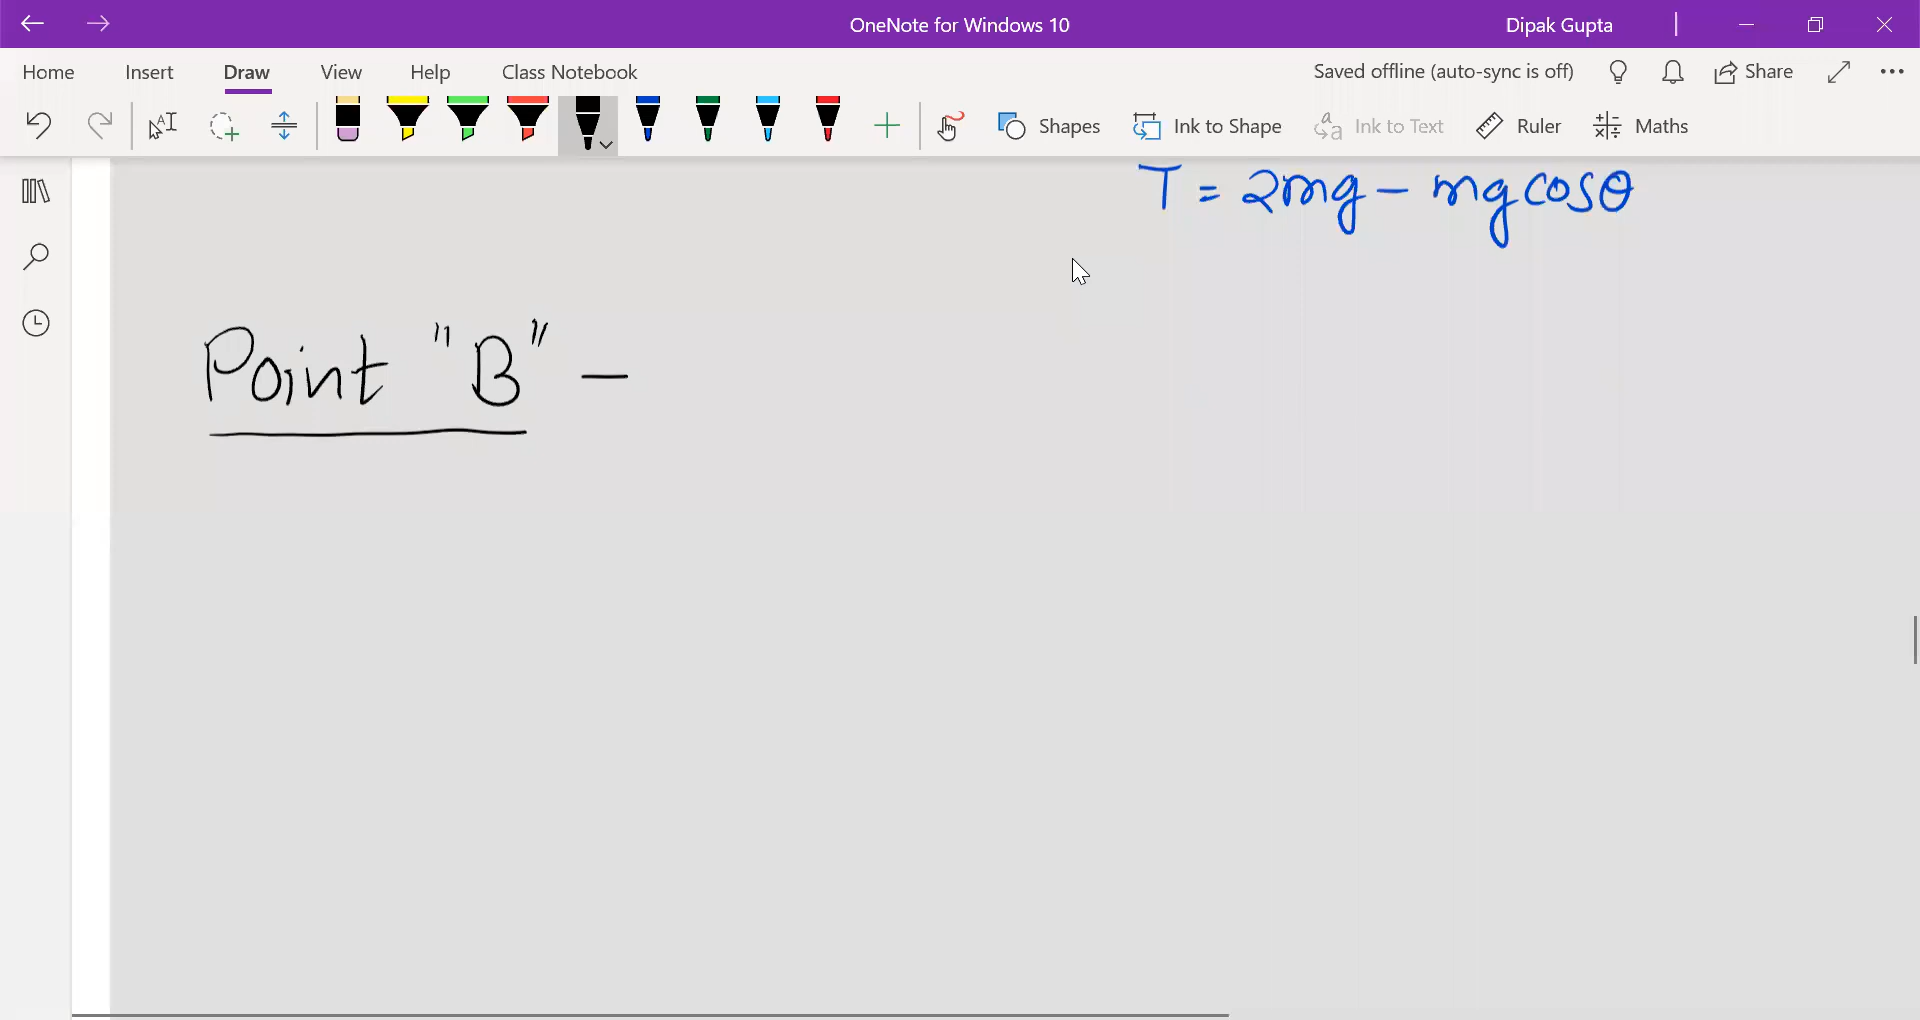 OneNote for Windows 10
Dipak Gupta
Home Insert Draw View Help Class Notebook
Saved offline (auto-sync is off) Share
Shapes Ink to Shape Ink to Text Ruler Maths
T = 2mg – mg cosθ
Point "B" –